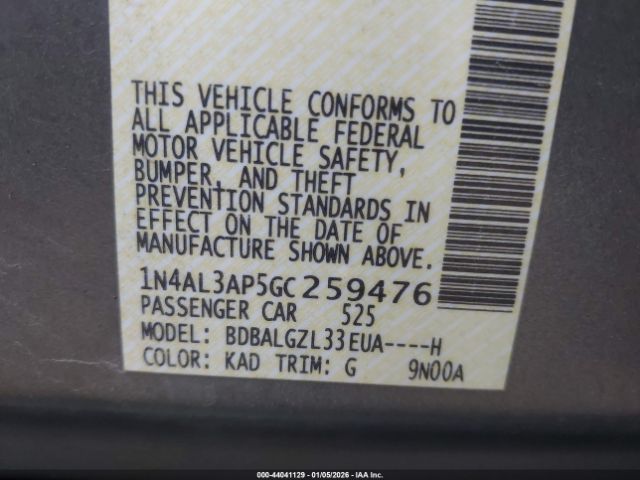 THIS VEHICLE CONFORMS TO
ALL APPLICABLE FEDERAL
MOTOR VEHICLE SAFETY,
BUMPER, AND THEFT
PREVENTION STANDARDS IN
EFFECT ON THE DATE OF
MANUFACTURE SHOWN ABOVE.
1N4AL3AP5GC259476
PASSENGER CAR 525
MODEL: BDBALGZL33EUA----H
COLOR: KAD TRIM: G 9N00A
000-44041129 - 01/05/2026 - IAA Inc.